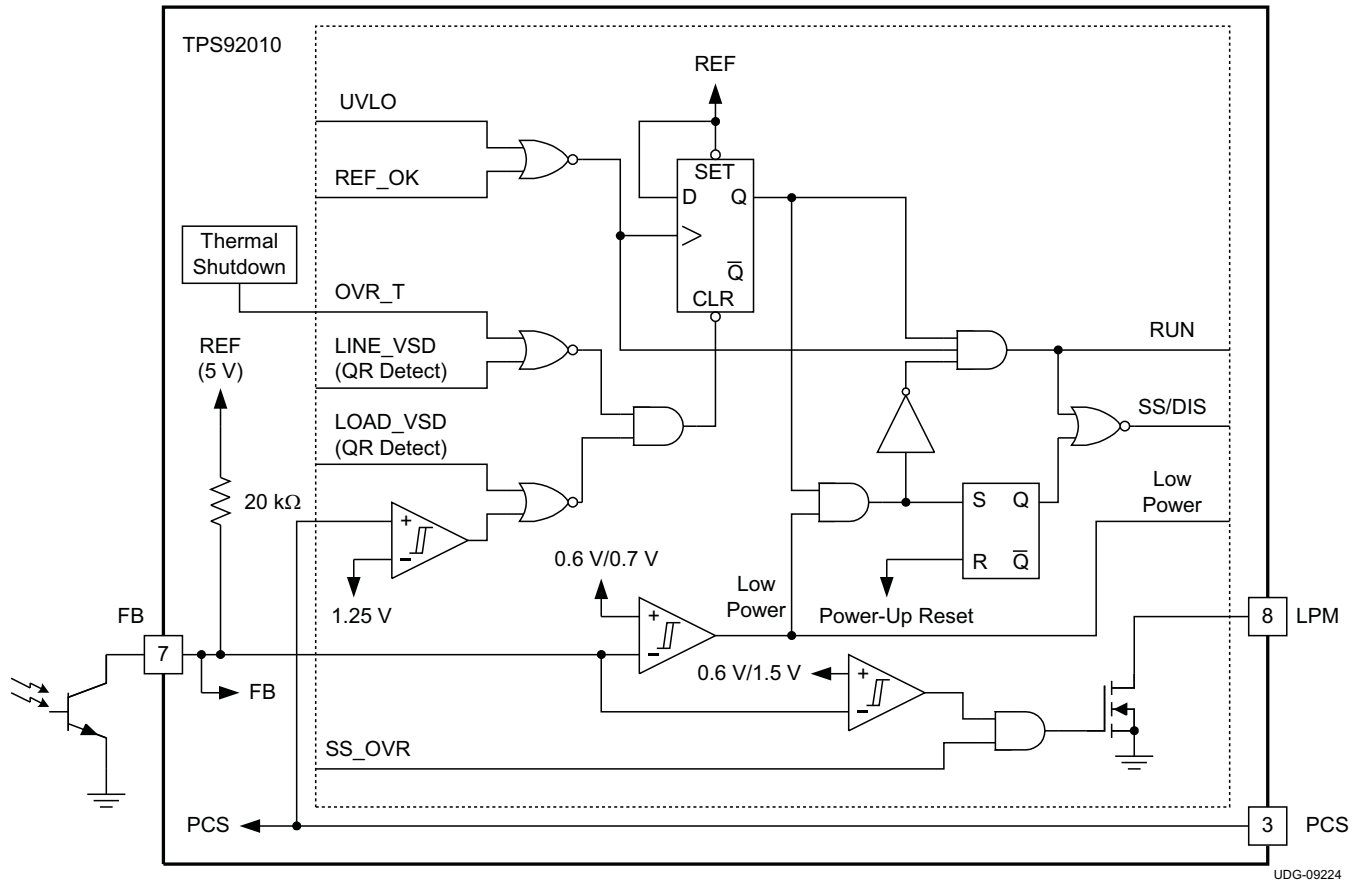 TPS92010
REF
UVLO
REF_OK
SET
D
Q
Q
CLR
Thermal
Shutdown
OVR_T
REF
(5 V)
LINE_VSD
(QR Detect)
RUN
LOAD_VSD
(QR Detect)
SS/DIS
20 kΩ
+
−
S
Q
R
Q
Low
Power
1.25 V
0.6 V/0.7 V
+
−
Low
Power
Power-Up Reset
FB
7
8
LPM
FB
0.6 V/1.5 V
+
−
SS_OVR
PCS
3
PCS
UDG-09224